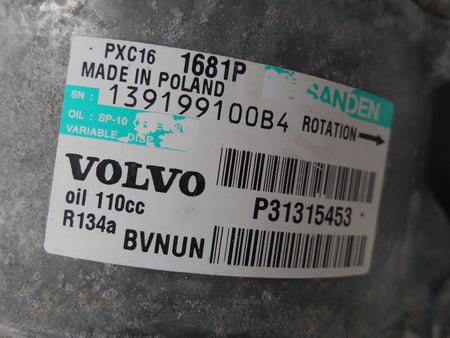 PXC16 1681P
MADE IN POLAND SANDEN
SN : 139199100B4 ROTATION
OIL : SP-10
VARIABLE DISP
VOLVO
oil 110cc P31315453
R134a BVNUN